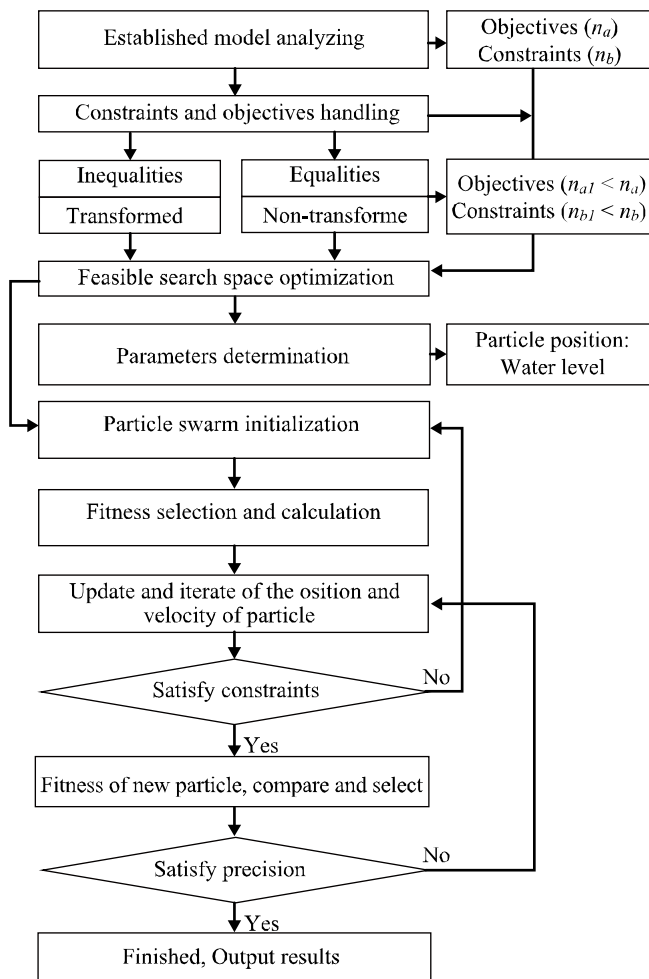 Established model analyzing
Objectives (na)
Constraints (nb)
Constraints and objectives handling
Inequalities
Transformed
Equalities
Non-transforme
Objectives (na1 < na)
Constraints (nb1 < nb)
Feasible search space optimization
Parameters determination
Particle position:
Water level
Particle swarm initialization
Fitness selection and calculation
Update and iterate of the osition and
velocity of particle
Satisfy constraints
No
Yes
Fitness of new particle, compare and select
Satisfy precision
No
Yes
Finished, Output results